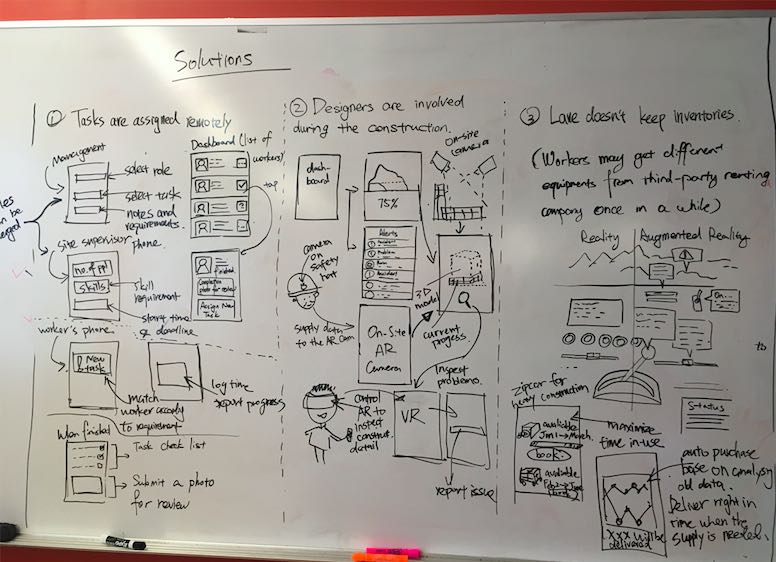 Solutions
① Tasks are assigned remotely
Management
select role
select task
notes and
requirements.
Dashboard (list of
workers)
tap
finished
Completion
photo for review
Assign New
Task
site supervisor
phone.
no. of ppl
skills
skill
requirement
start time
& deadline
worker's phone
New
task
match
worker accordy
to requirement
log time
report progress
When finished
Task check list
Submit a photo
for review
② Designers are involved
during the construction.
dash
board
75%
On-site
camera
Alerts
camera
on
safety
hat
supply data
to the AR Cam
On-Site
AR
Camera
3D
model
current
progess
Inspect
problems.
control
AR to
inspect
construct.
detail
VR
report issue
③ Lane doesn't keep inventories.
(Workers may get different
equipments from third-party renting
company once in a while)
Reality
Augmented Reality
On...
to
Status
zipcar for
heavy construction
available
Jan 1 → March.
book.
available
maximize
time in-use
XXX will be
delivered
auto purchase
base on analysing
old data.
Deliver right in
time when the
supply is needed.
EXPO